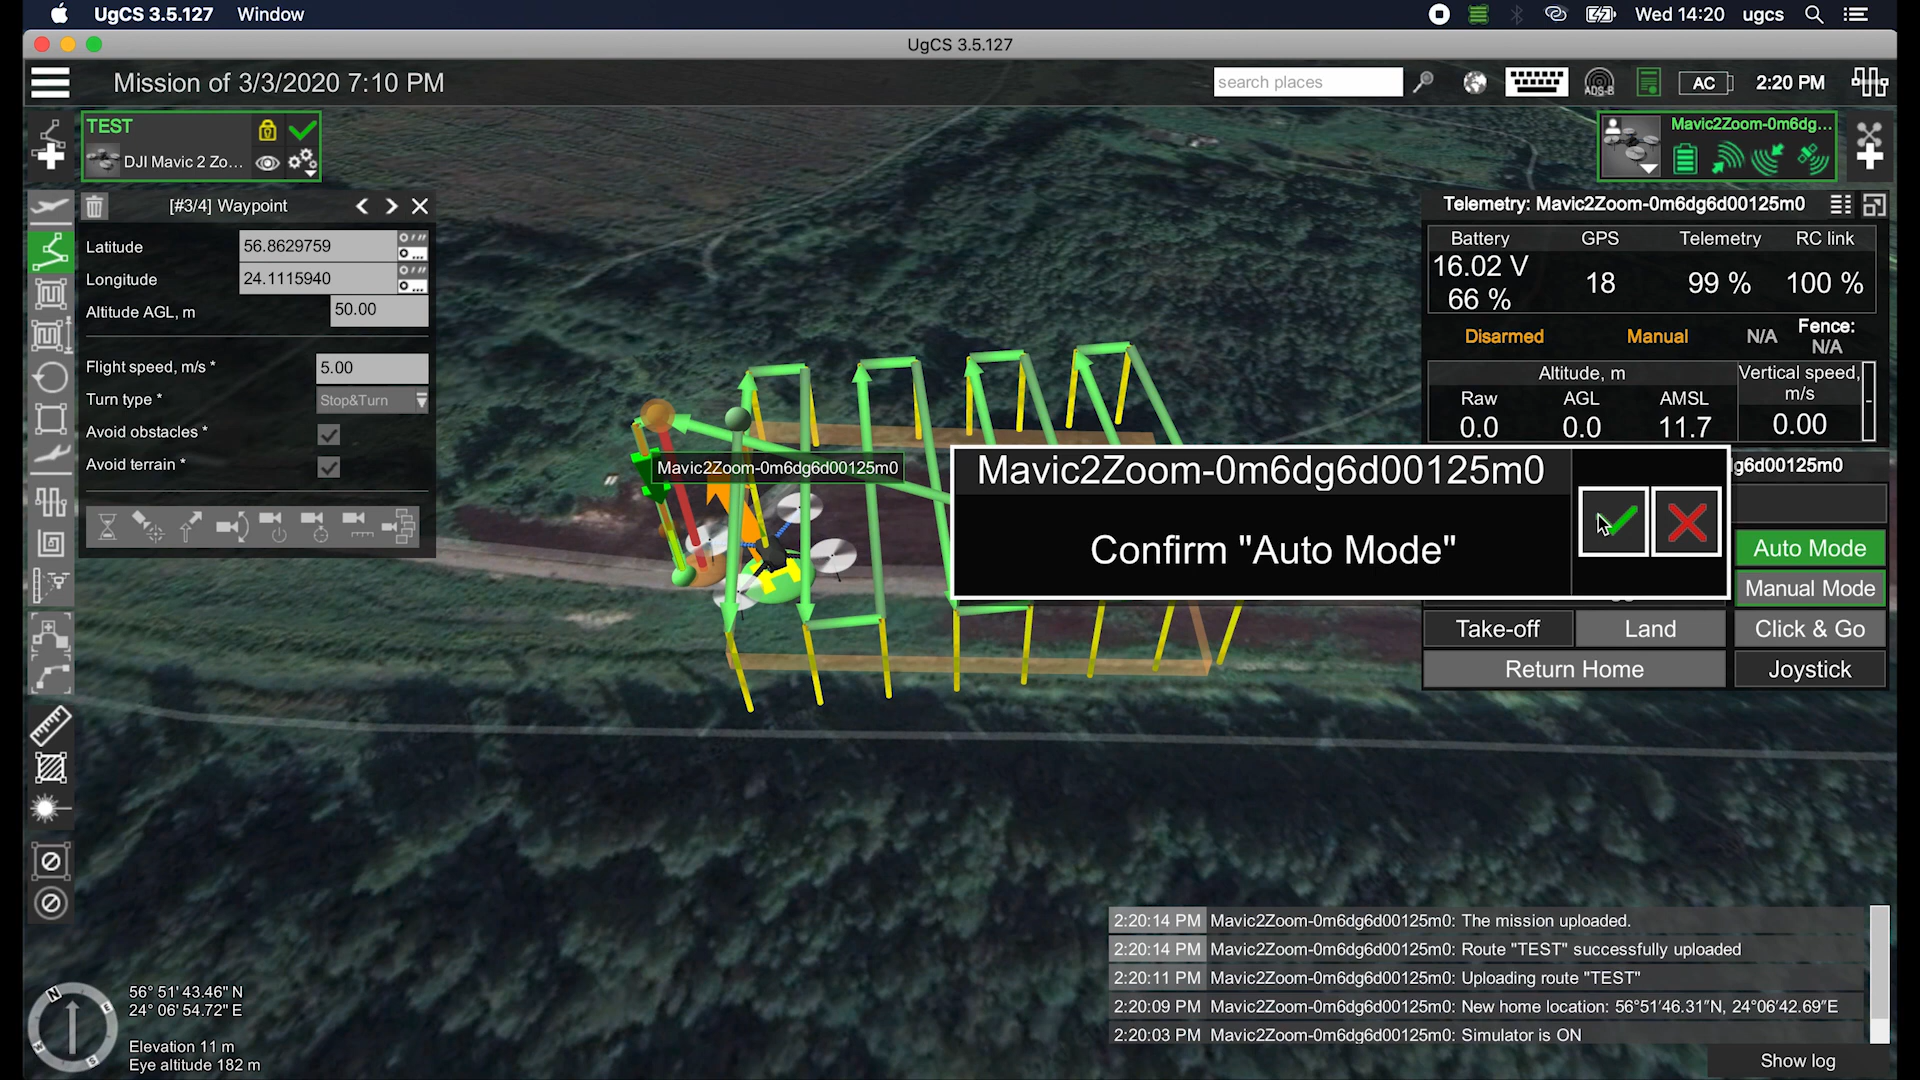 UgCS 3.5.127 Window
Wed 14:20 ugcs
UgCS 3.5.127
Mission of 3/3/2020 7:10 PM
search places
ADS-B
AC
2:20 PM
TEST
DJI Mavic 2 Zo...
Mavic2Zoom-0m6dg...
[#3/4] Waypoint
Latitude 56.8629759
Longitude 24.1115940
Altitude AGL, m 50.00
Flight speed, m/s * 5.00
Turn type * Stop&Turn
Avoid obstacles *
Avoid terrain *
Telemetry: Mavic2Zoom-0m6dg6d00125m0
Battery GPS Telemetry RC link
16.02 V
66 %
18
99 %
100 %
Disarmed Manual N/A
Fence:
N/A
Altitude, m
Vertical speed,
m/s
Raw AGL AMSL
0.0 0.0 11.7 0.00
Mavic2Zoom-0m6dg6d00125m0
Mavic2Zoom-0m6dg6d00125m0
Confirm "Auto Mode"
g6d00125m0
Auto Mode
Manual Mode
Take-off Land Click & Go
Return Home Joystick
2:20:14 PM Mavic2Zoom-0m6dg6d00125m0: The mission uploaded.
2:20:14 PM Mavic2Zoom-0m6dg6d00125m0: Route "TEST" successfully uploaded
2:20:11 PM Mavic2Zoom-0m6dg6d00125m0: Uploading route "TEST"
2:20:09 PM Mavic2Zoom-0m6dg6d00125m0: New home location: 56°51'46.31"N, 24°06'42.69"E
2:20:03 PM Mavic2Zoom-0m6dg6d00125m0: Simulator is ON
Show log
N
E
S
W
56° 51' 43.46" N
24° 06' 54.72" E
Elevation 11 m
Eye altitude 182 m